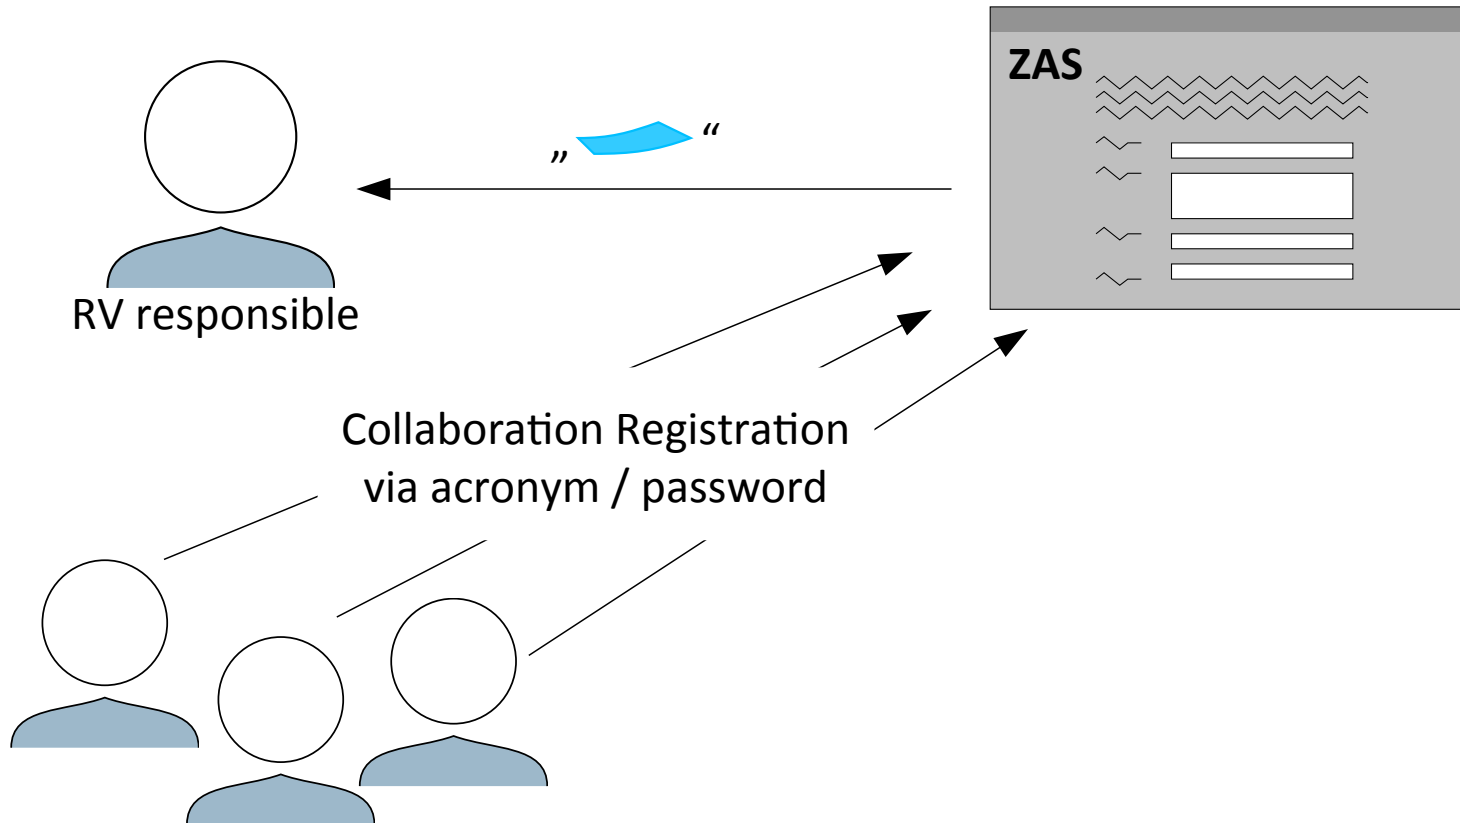 ZAS
„ “
RV responsible
Collaboration Registration
via acronym / password